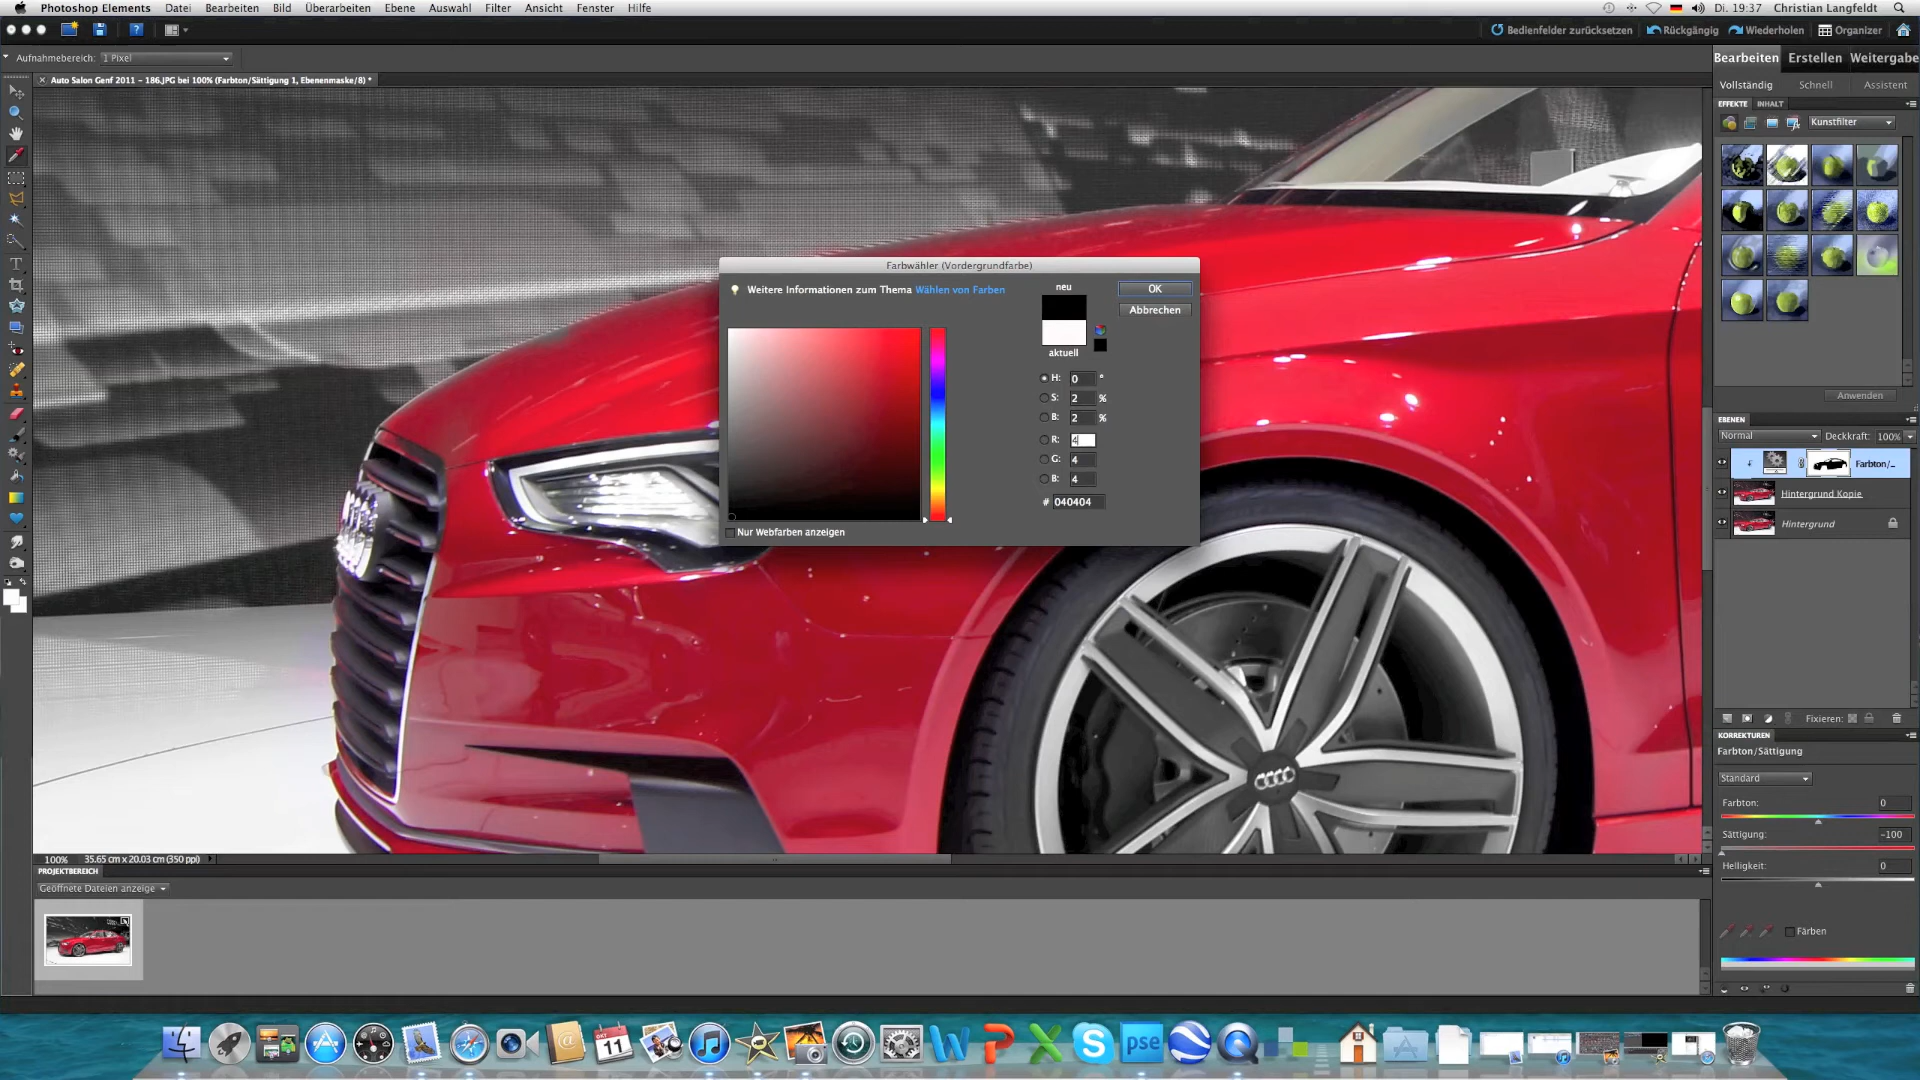 Photoshop Elements Datei Bearbeiten Bild Überarbeiten Ebene Auswahl Filter Ansicht Fenster Hilfe Di. 19:37 Christian Langfeldt
Bedienfelder zurücksetzen Rückgängig Wiederholen Organizer
Aufnahmebereich: 1 Pixel
Bearbeiten Erstellen Weitergabe
Auto Salon Genf 2011 - 186.JPG bei 100% (Farbton/Sättigung 1, Ebenenmaske/8) *
Vollständig Schnell Assistent
EFFEKTE INHALT
Kunstfilter
Farbwähler (Vordergrundfarbe)
Weitere Informationen zum Thema Wählen von Farben
neu
OK
Abbrechen
aktuell
H: 0 °
S: 2 %
B: 2 %
R: 4
G: 4
B: 4
# 040404
Nur Webfarben anzeigen
Anwenden
EBENEN
Normal Deckkraft: 100%
Farbton/...
Hintergrund Kopie
Hintergrund
Fixieren:
KORREKTUREN
Farbton/Sättigung
Standard
Farbton: 0
Sättigung: -100
Helligkeit: 0
Färben
100% 35.65 cm x 20.03 cm (350 ppi)
PROJEKTBEREICH
Geöffnete Dateien anzeige
OKT
11
pse